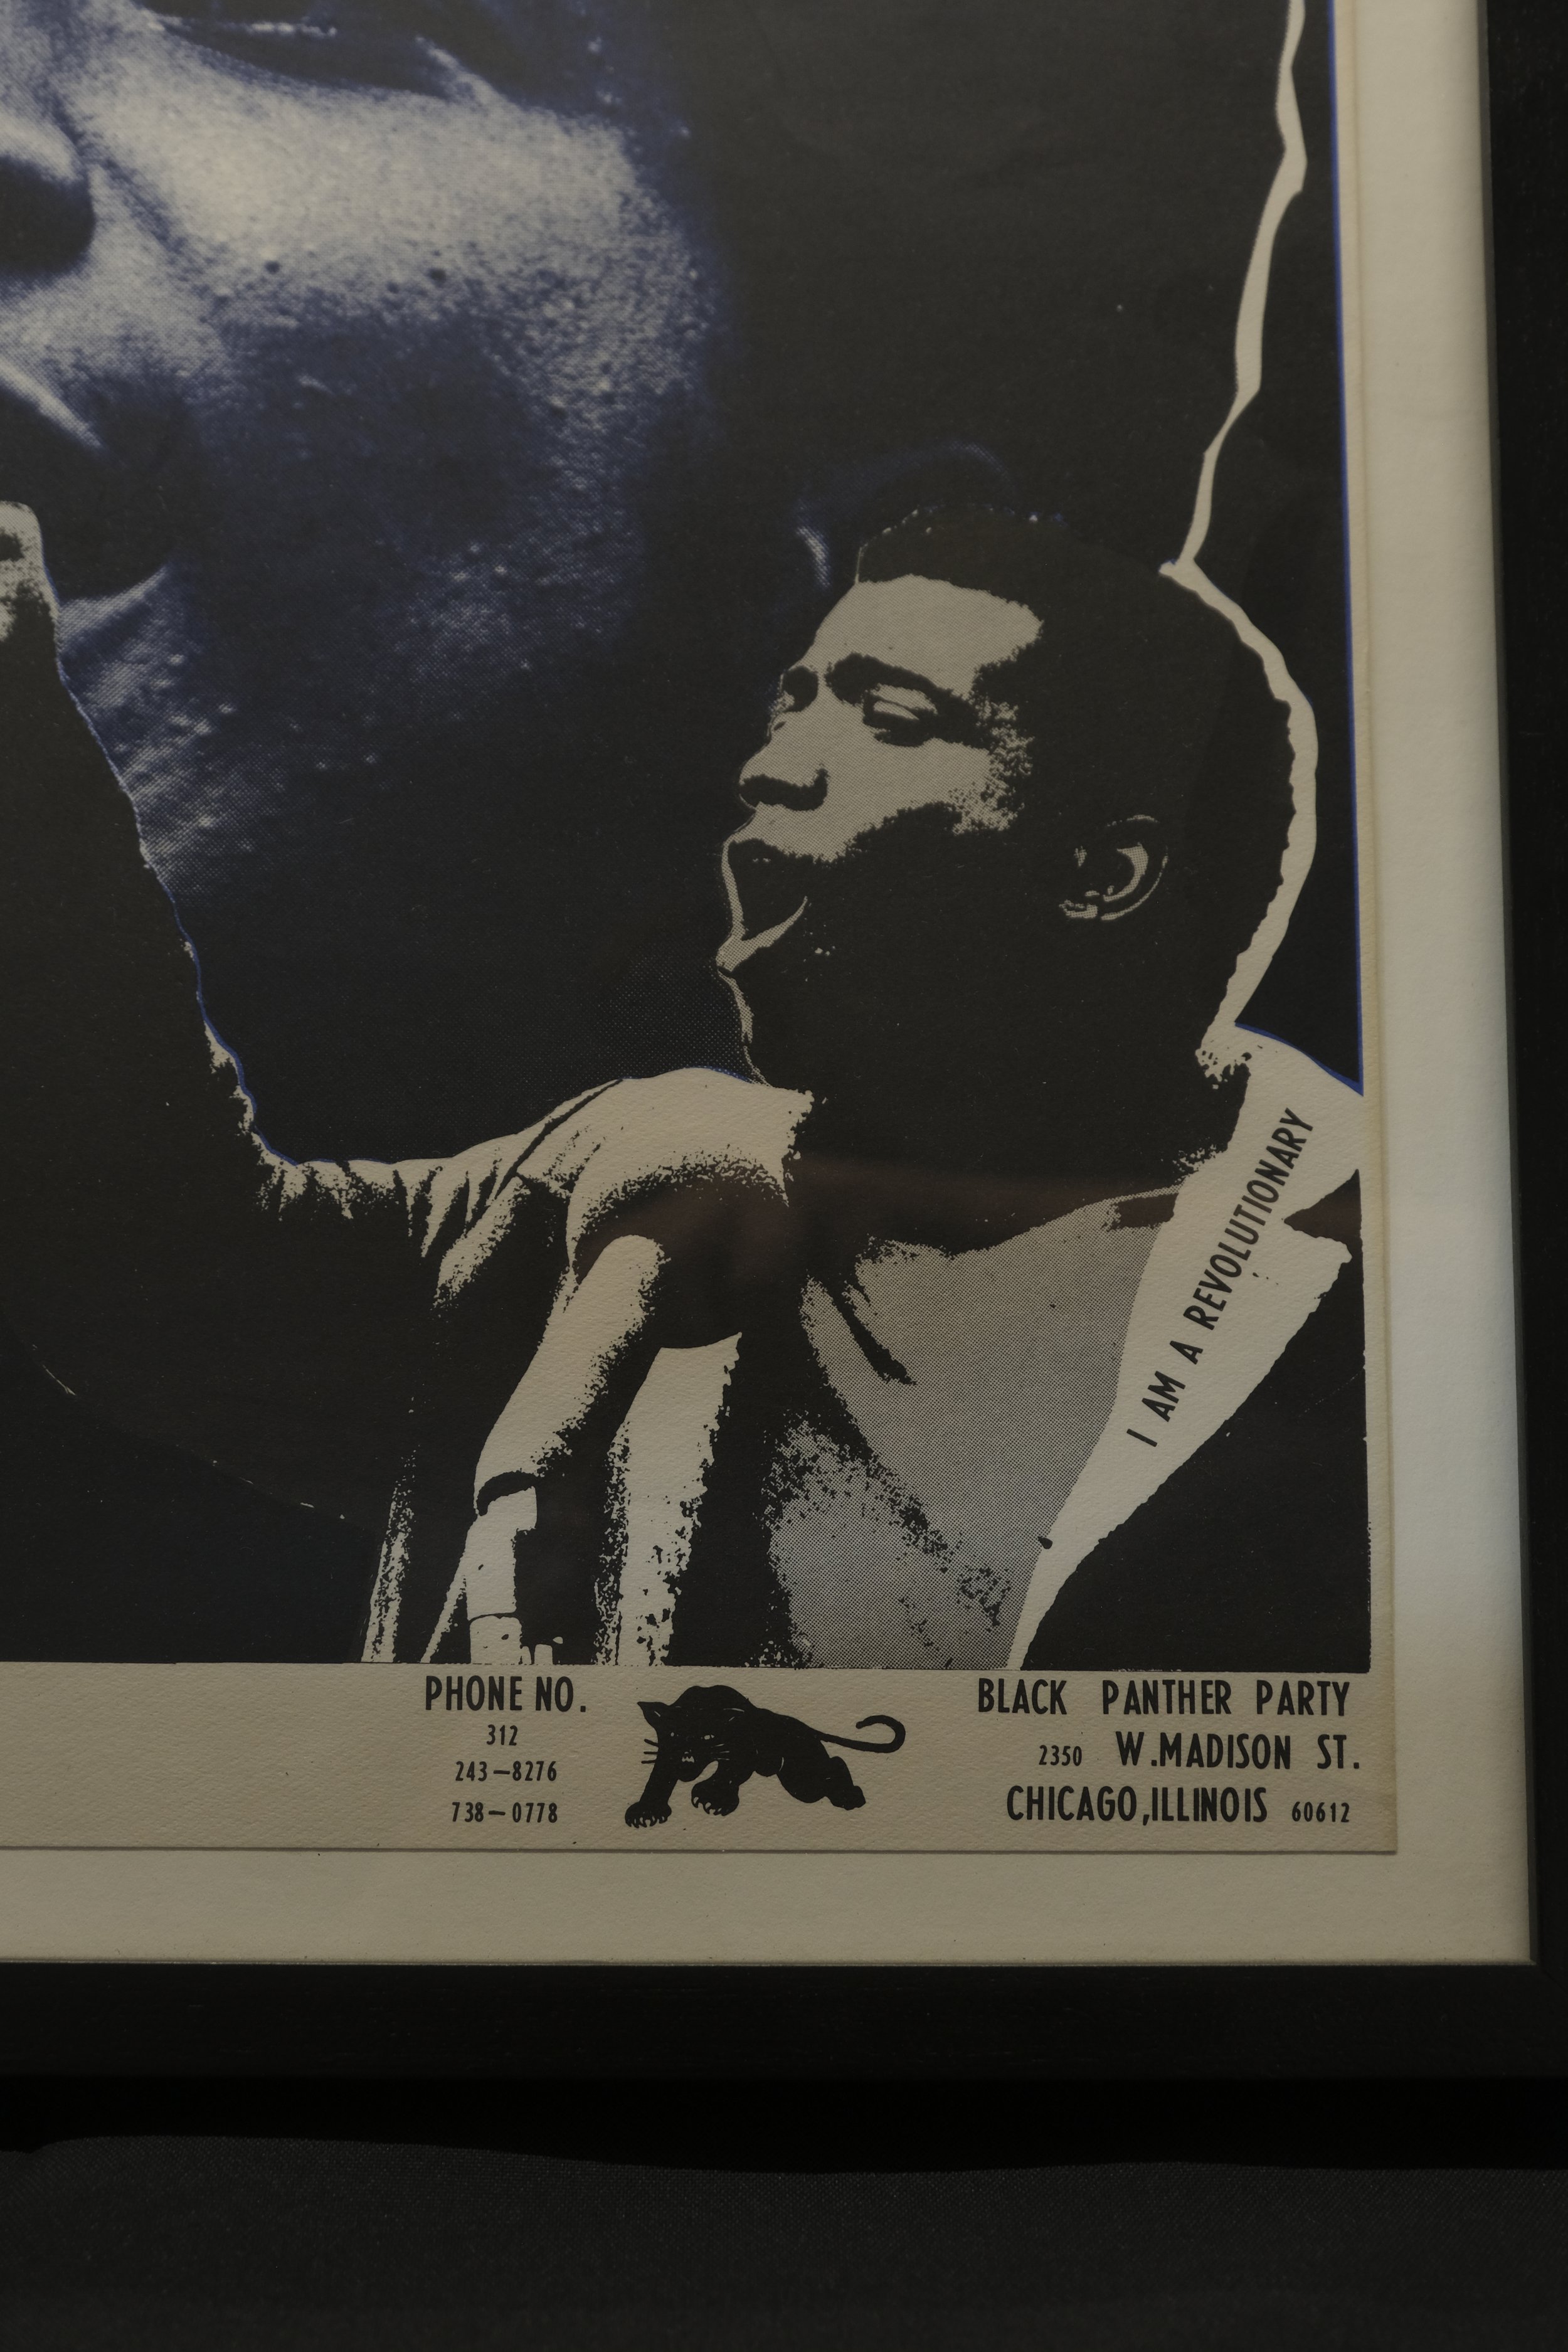 I AM A REVOLUTIONARY
PHONE NO.
312
243-8276
738-0778
BLACK PANTHER PARTY
2350 W.MADISON ST.
CHICAGO,ILLINOIS 60612